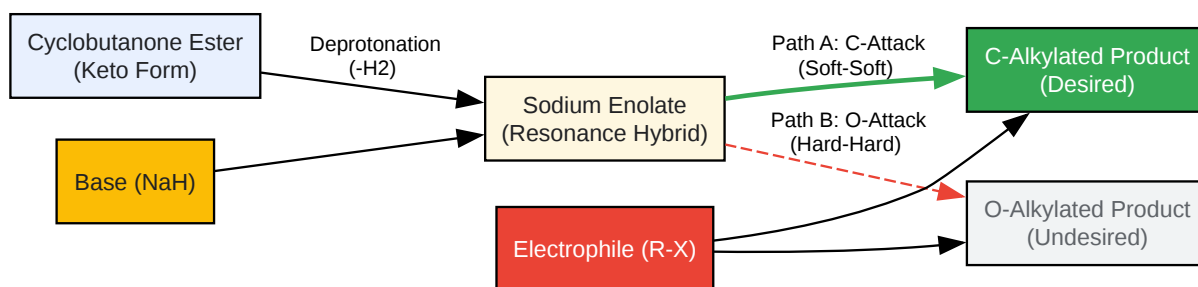 Cyclobutanone Ester
(Keto Form)
Deprotonation
(-H2)
Base (NaH)
Sodium Enolate
(Resonance Hybrid)
Path A: C-Attack
(Soft-Soft)
Path B: O-Attack
(Hard-Hard)
Electrophile (R-X)
C-Alkylated Product
(Desired)
O-Alkylated Product
(Undesired)